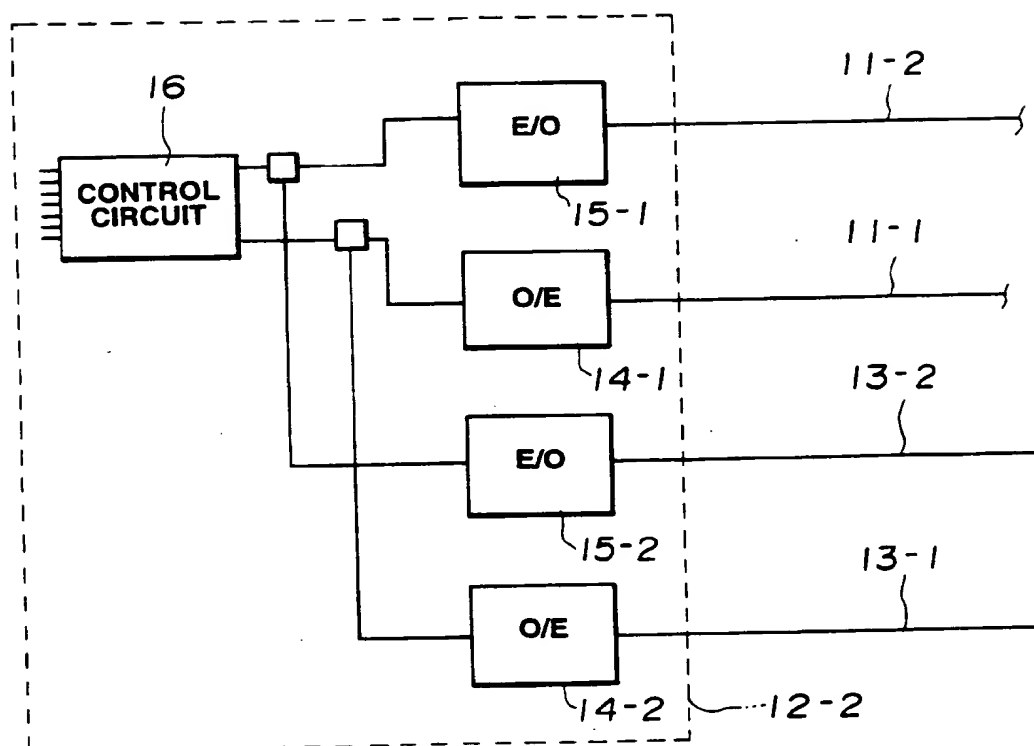 11-2
16
E/O
CONTROL
CIRCUIT
15-1
11-1
O/E
14-1
13-2
E/O
15-2
13-1
O/E
14-2
12-2